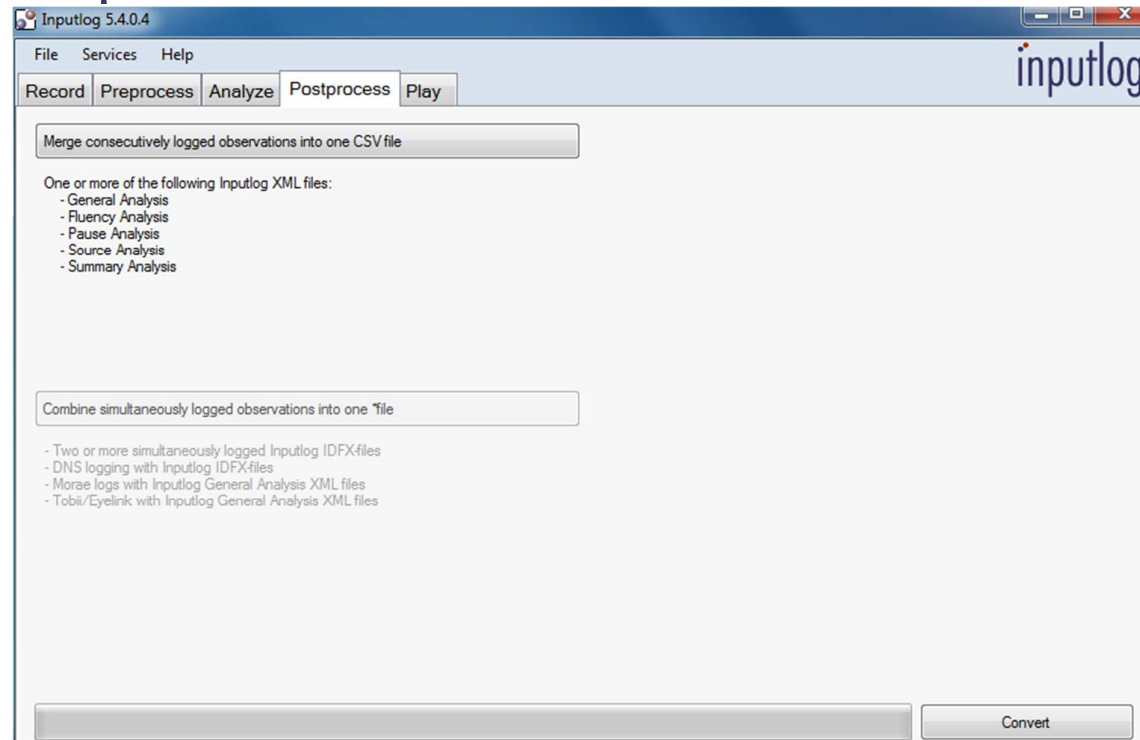 Inputlog 5.4.0.4
File Services Help
inputlog
Record Preprocess Analyze Postprocess Play
Merge consecutively logged observations into one CSV file
One or more of the following Inputlog XML files:
- General Analysis
- Fluency Analysis
- Pause Analysis
- Source Analysis
- Summary Analysis
Combine simultaneously logged observations into one *file
- Two or more simultaneously logged Inputlog IDFX-files
- DNS logging with Inputlog IDFX-files
- Morae logs with Inputlog General Analysis XML files
- Tobii/Eyelink with Inputlog General Analysis XML files
Convert